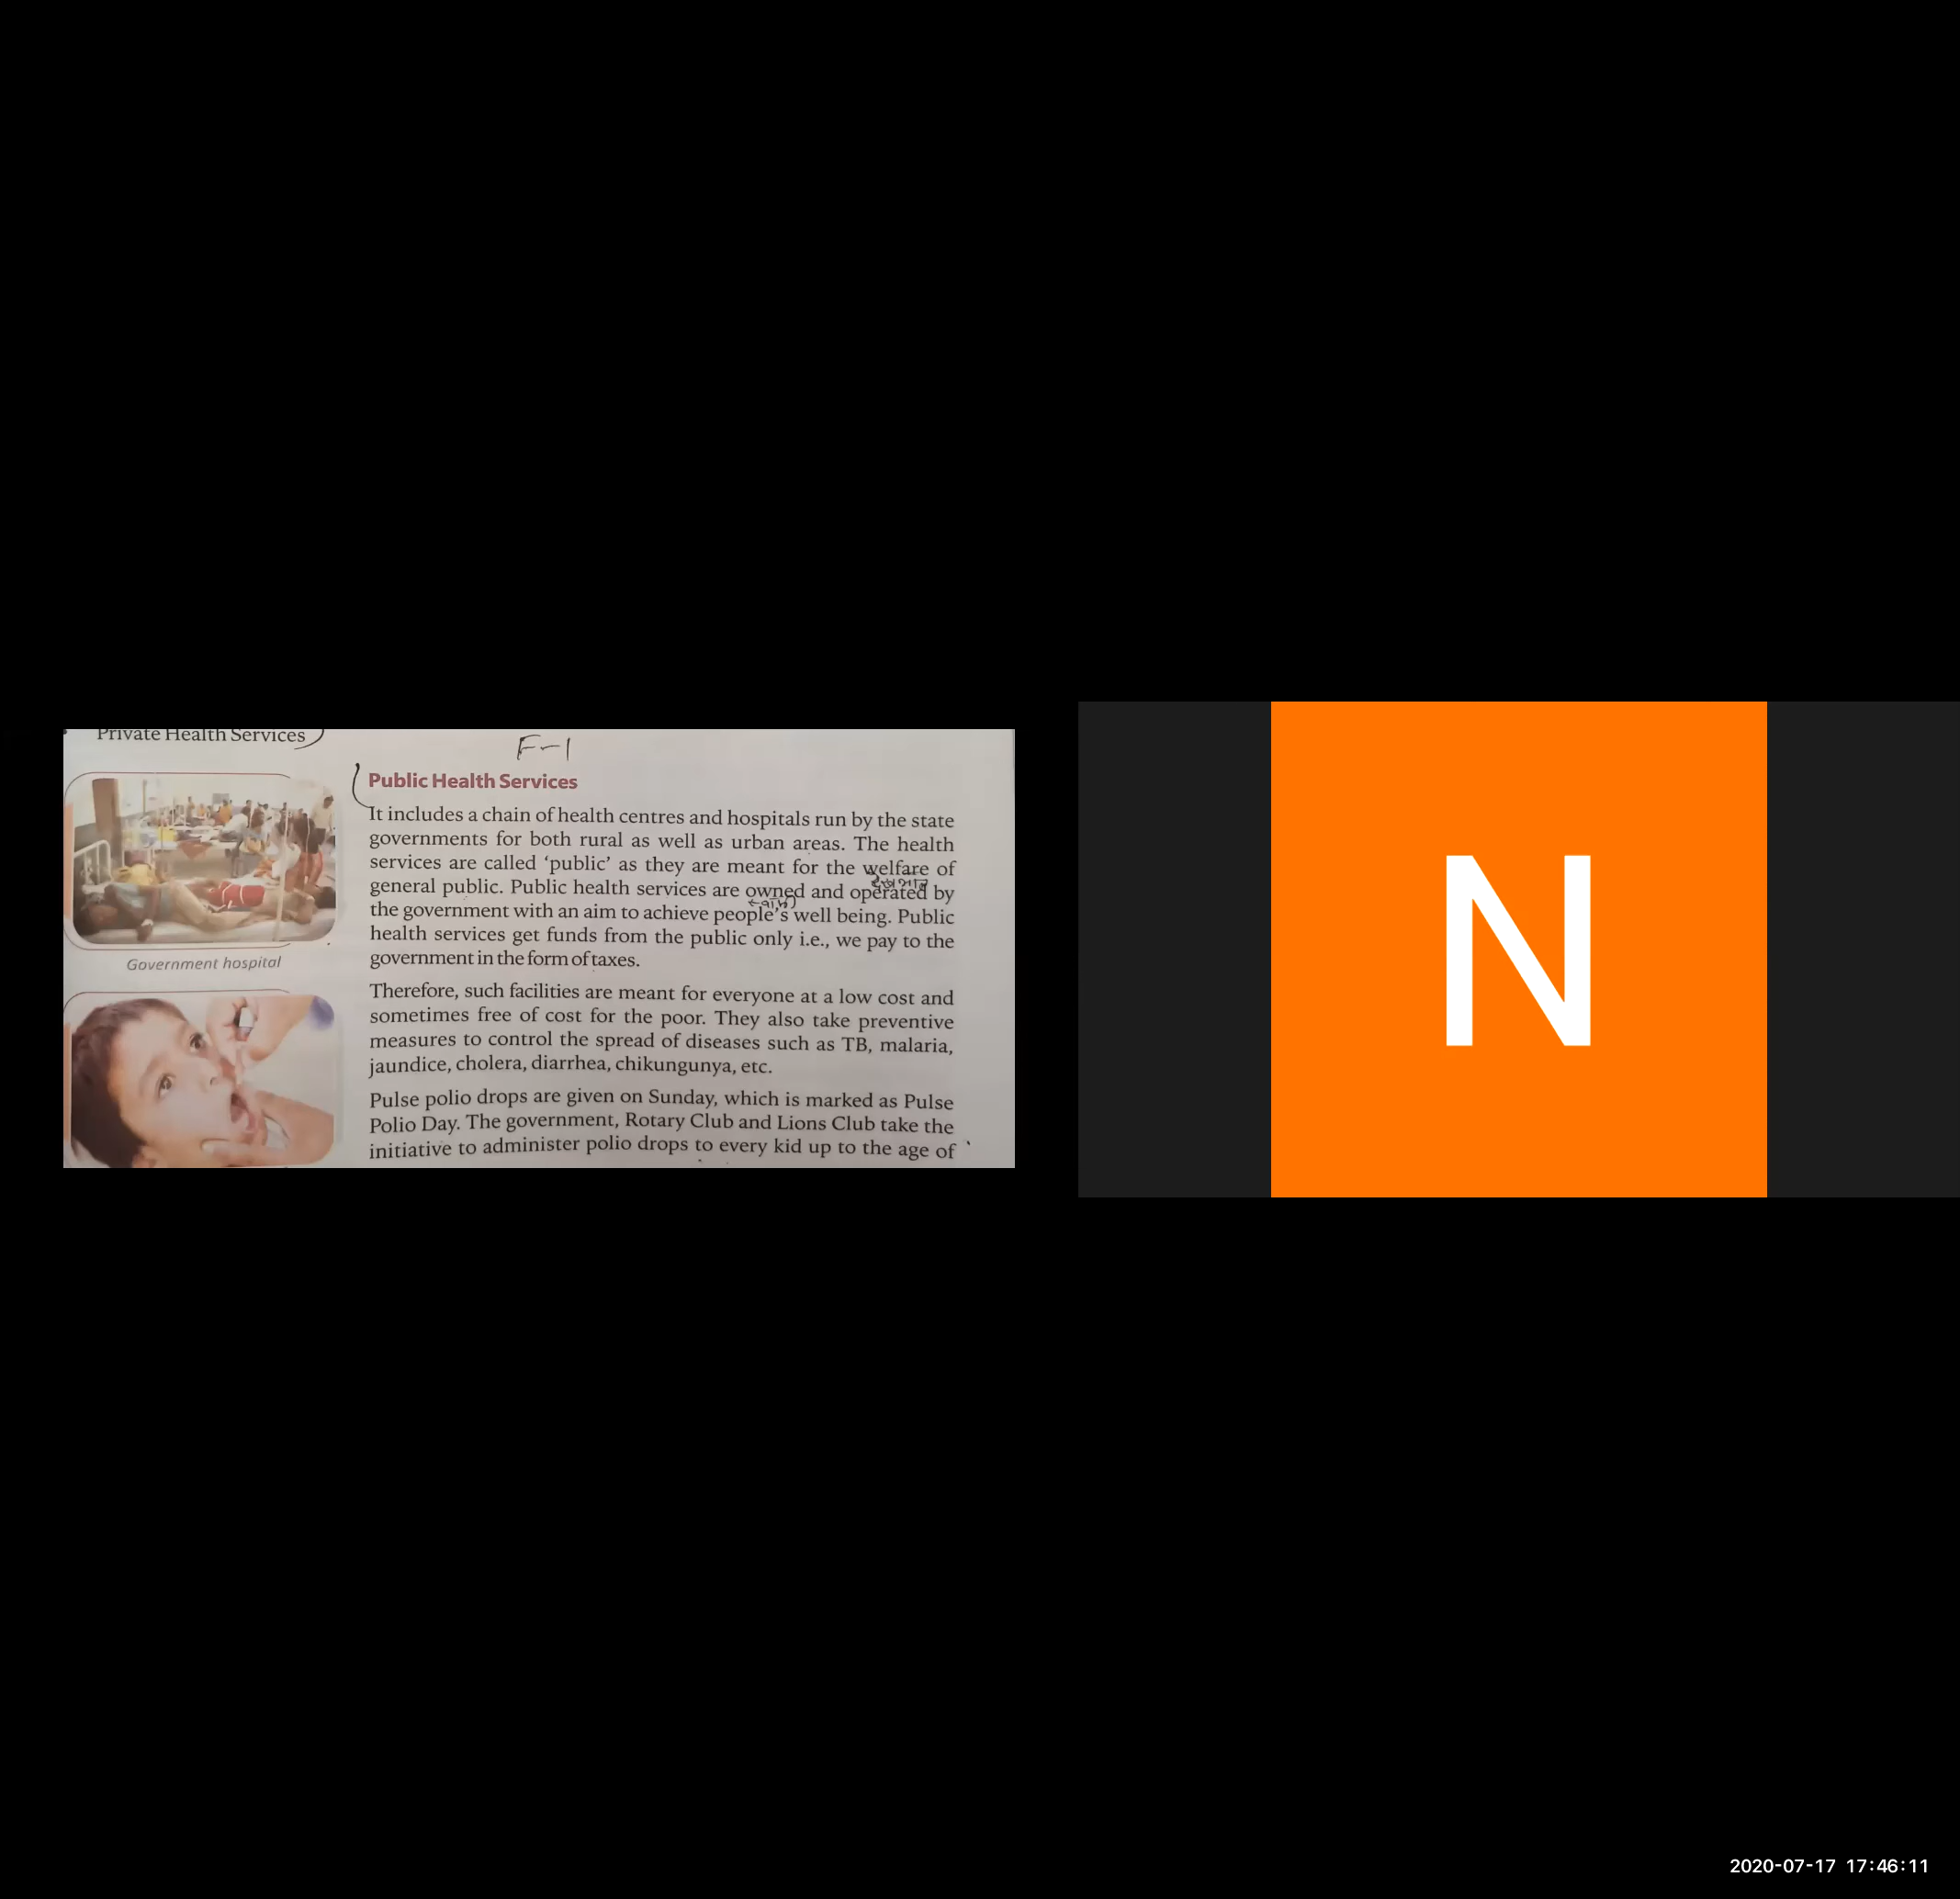 Private Health Services
F-1
Public Health Services
It includes a chain of health centres and hospitals run by the state
governments for both rural as well as urban areas. The health
services are called ‘public’ as they are meant for the welfare of
general public. Public health services are owned and operated by
the government with an aim to achieve people’s well being. Public
health services get funds from the public only i.e., we pay to the
government in the form of taxes.
Government hospital
Therefore, such facilities are meant for everyone at a low cost and
sometimes free of cost for the poor. They also take preventive
measures to control the spread of diseases such as TB, malaria,
jaundice, cholera, diarrhea, chikungunya, etc.
Pulse polio drops are given on Sunday, which is marked as Pulse
Polio Day. The government, Rotary Club and Lions Club take the
initiative to administer polio drops to every kid up to the age of
N
2020-07-17 17:46:11